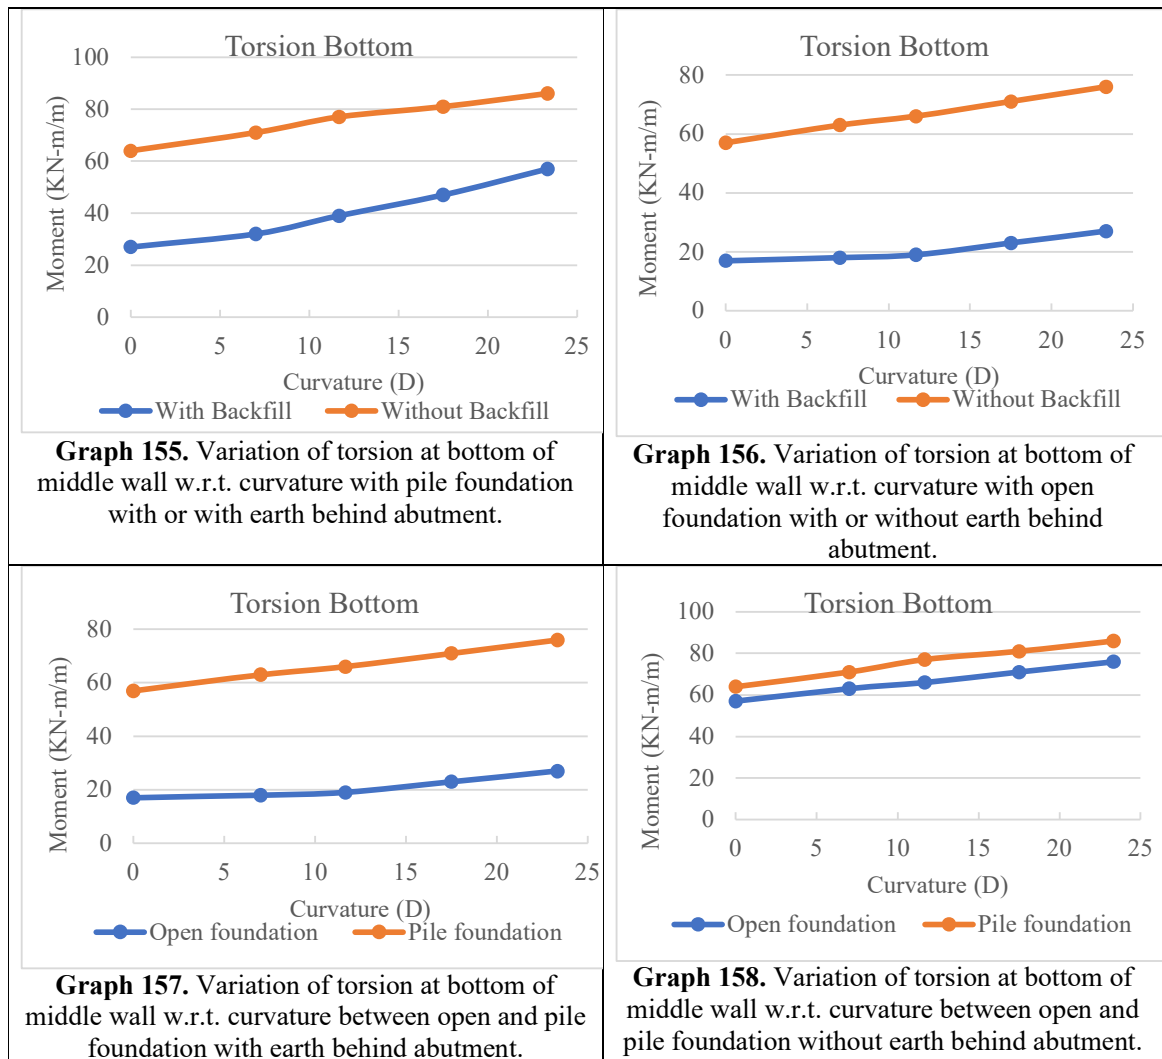 Torsion Bottom
100
80
60
40
20
0
Moment (KN-m/m)
0 5 10 15 20 25
Curvature (D)
With Backfill Without Backfill
Graph 155. Variation of torsion at bottom of
middle wall w.r.t. curvature with pile foundation
with or with earth behind abutment.
Torsion Bottom
80
60
40
20
0
Moment (KN-m/m)
0 5 10 15 20 25
Curvature (D)
With Backfill Without Backfill
Graph 156. Variation of torsion at bottom of
middle wall w.r.t. curvature with open
foundation with or without earth behind
abutment.
Torsion Bottom
80
60
40
20
0
Moment (KN-m/m)
0 5 10 15 20 25
Curvature (D)
Open foundation Pile foundation
Graph 157. Variation of torsion at bottom of
middle wall w.r.t. curvature between open and pile
foundation with earth behind abutment.
Torsion Bottom
100
80
60
40
20
0
Moment (KN-m/m)
0 5 10 15 20 25
Curvature (D)
Open foundation Pile foundation
Graph 158. Variation of torsion at bottom of
middle wall w.r.t. curvature between open and
pile foundation without earth behind abutment.